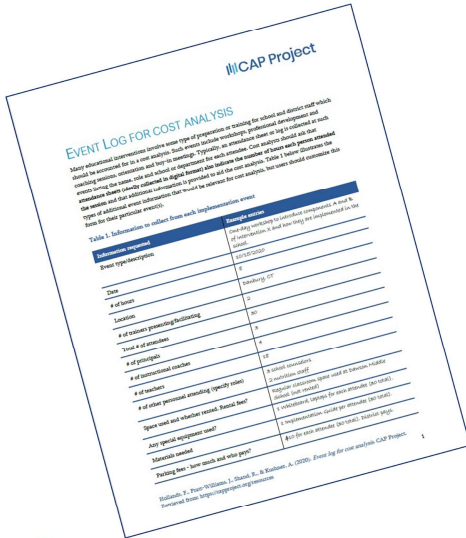 CAP Project
EVENT LOG FOR COST ANALYSIS
Many educational interventions involve some type of preparation or training for school and district staff which
should be accounted for in a cost analysis. Such events include workshops, professional development and
coaching sessions, orientation and buy-in meetings. Typically, an attendance sheet or log is collected at such
events listing the name, role and school or department for each attendee. Cost analysts should ask that
attendance sheets (ideally collected in digital format) also indicate the number of hours each person attended
the session and that additional information is provided to aid the cost analysis. Table 1 below illustrates the
types of additional event information that would be relevant for cost analysis, but users should customize this
form for their particular event(s).
Table 1. Information to collect from each implementation event
Information requested Example entries
Event type/description One-day workshop to introduce components A and B
of intervention X and how they are implemented in the
school.
Date 10/15/2020
# of hours 8
Location Danbury, CT
# of trainers presenting/facilitating 2
Total # of attendees 30
# of principals 3
# of instructional coaches 4
# of teachers 18
# of other personnel attending (specify roles) 3 school counselors
2 nutrition staff
Space used and whether rented. Rental fees? Regular classroom space used at Dawson Middle
School (not rented)
Any special equipment used? 1 Whiteboard, laptops for each attendee (30 total).
Materials needed 1 Implementation Guide per attendee (30 total).
Parking fees - how much and who pays? $10 for each attendee (30 total). District pays.
Hollands, F., Pratt-Williams, J., Shand, R., & Kushner, A. (2020). Event log for cost analysis. CAP Project.
Retrieved from: https://capproject.org/resources
1